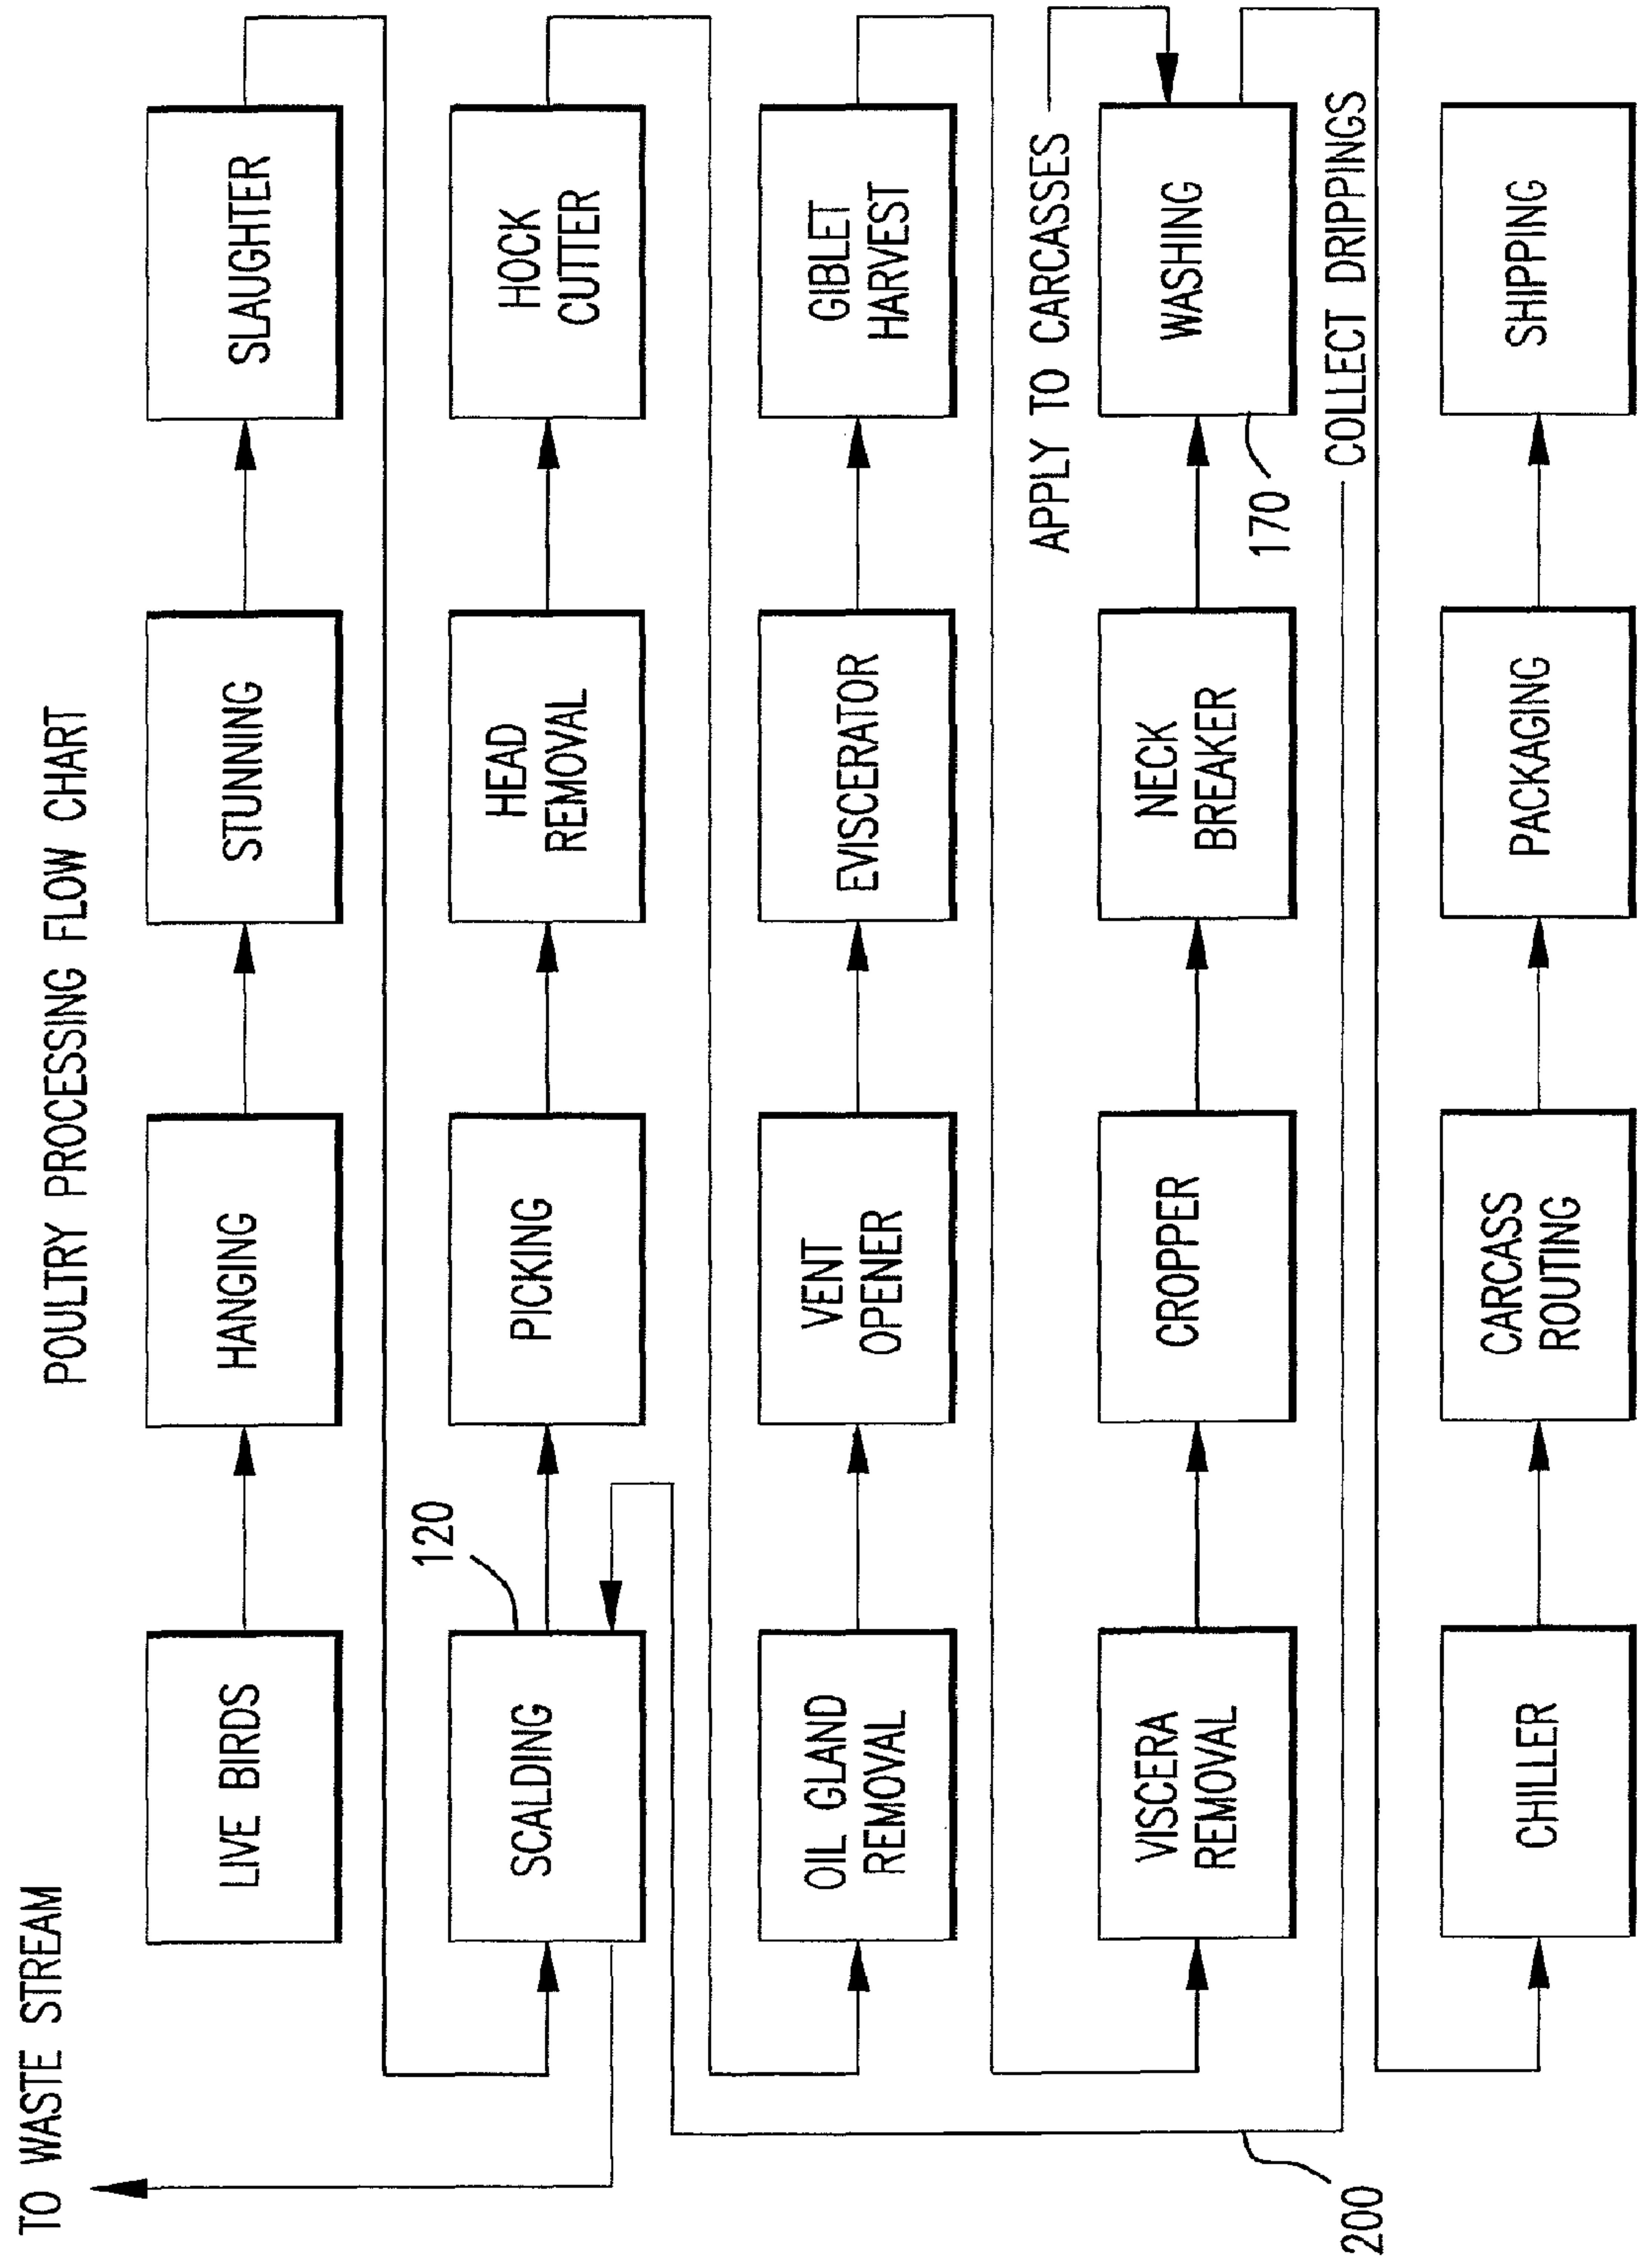 POULTRY PROCESSING FLOW CHART
TO WASTE STREAM
LIVE BIRDS
HANGING
STUNNING
SLAUGHTER
120
SCALDING
PICKING
HEAD
REMOVAL
HOCK
CUTTER
OIL GLAND
REMOVAL
VENT
OPENER
EVISCERATOR
GIBLET
HARVEST
APPLY TO CARCASSES
VISCERA
REMOVAL
CROPPER
NECK
BREAKER
WASHING
170
COLLECT DRIPPINGS
200
CHILLER
CARCASS
ROUTING
PACKAGING
SHIPPING